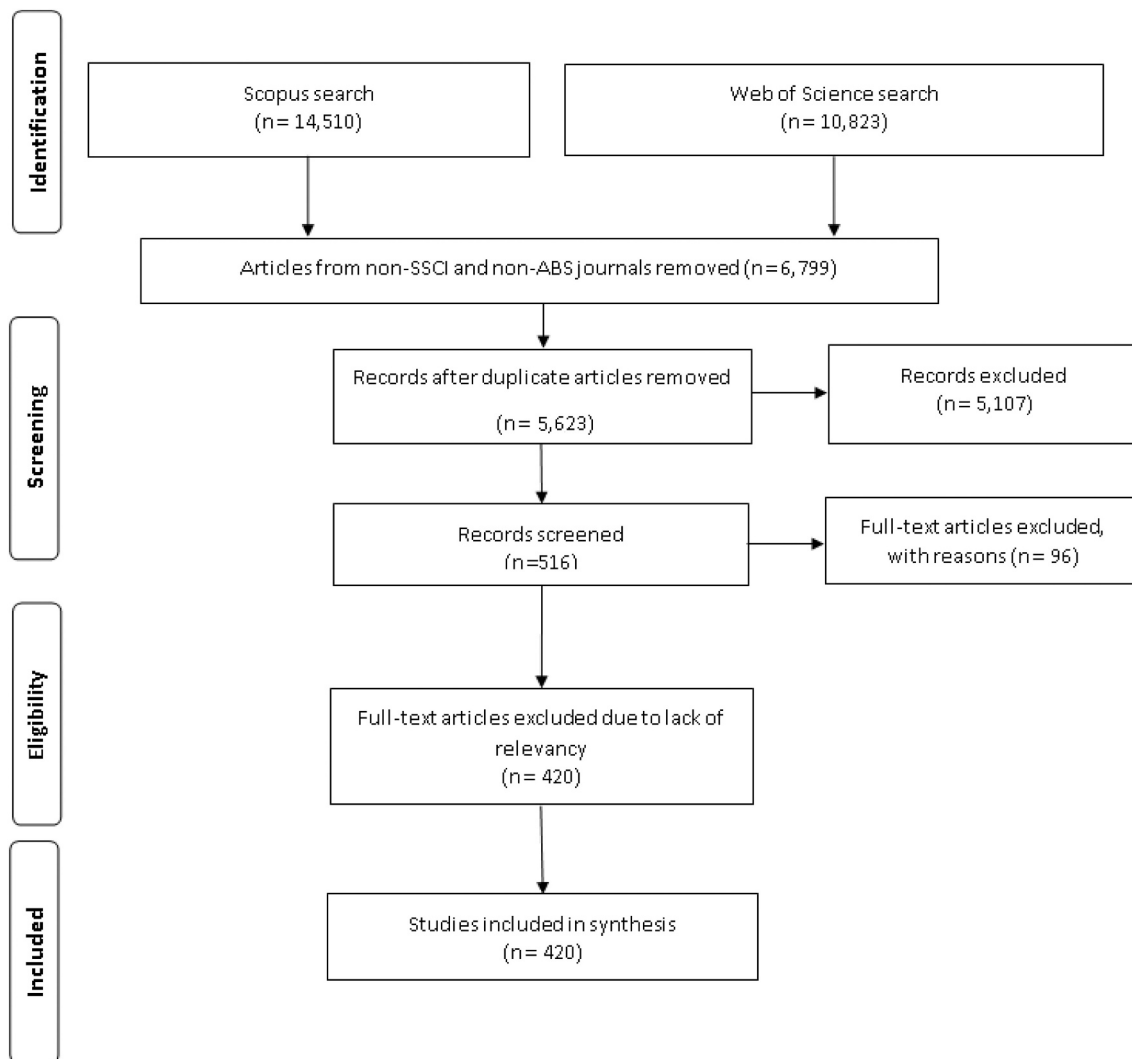 Identification
Scopus search
(n= 14,510)
Web of Science search
(n= 10,823)
Articles from non-SSCI and non-ABS journals removed (n=6,799)
Screening
Records after duplicate articles removed
(n= 5,623)
Records excluded
(n= 5,107)
Records screened
(n=516)
Full-text articles excluded,
with reasons (n= 96)
Eligibility
Full-text articles excluded due to lack of
relevancy
(n= 420)
Included
Studies included in synthesis
(n= 420)